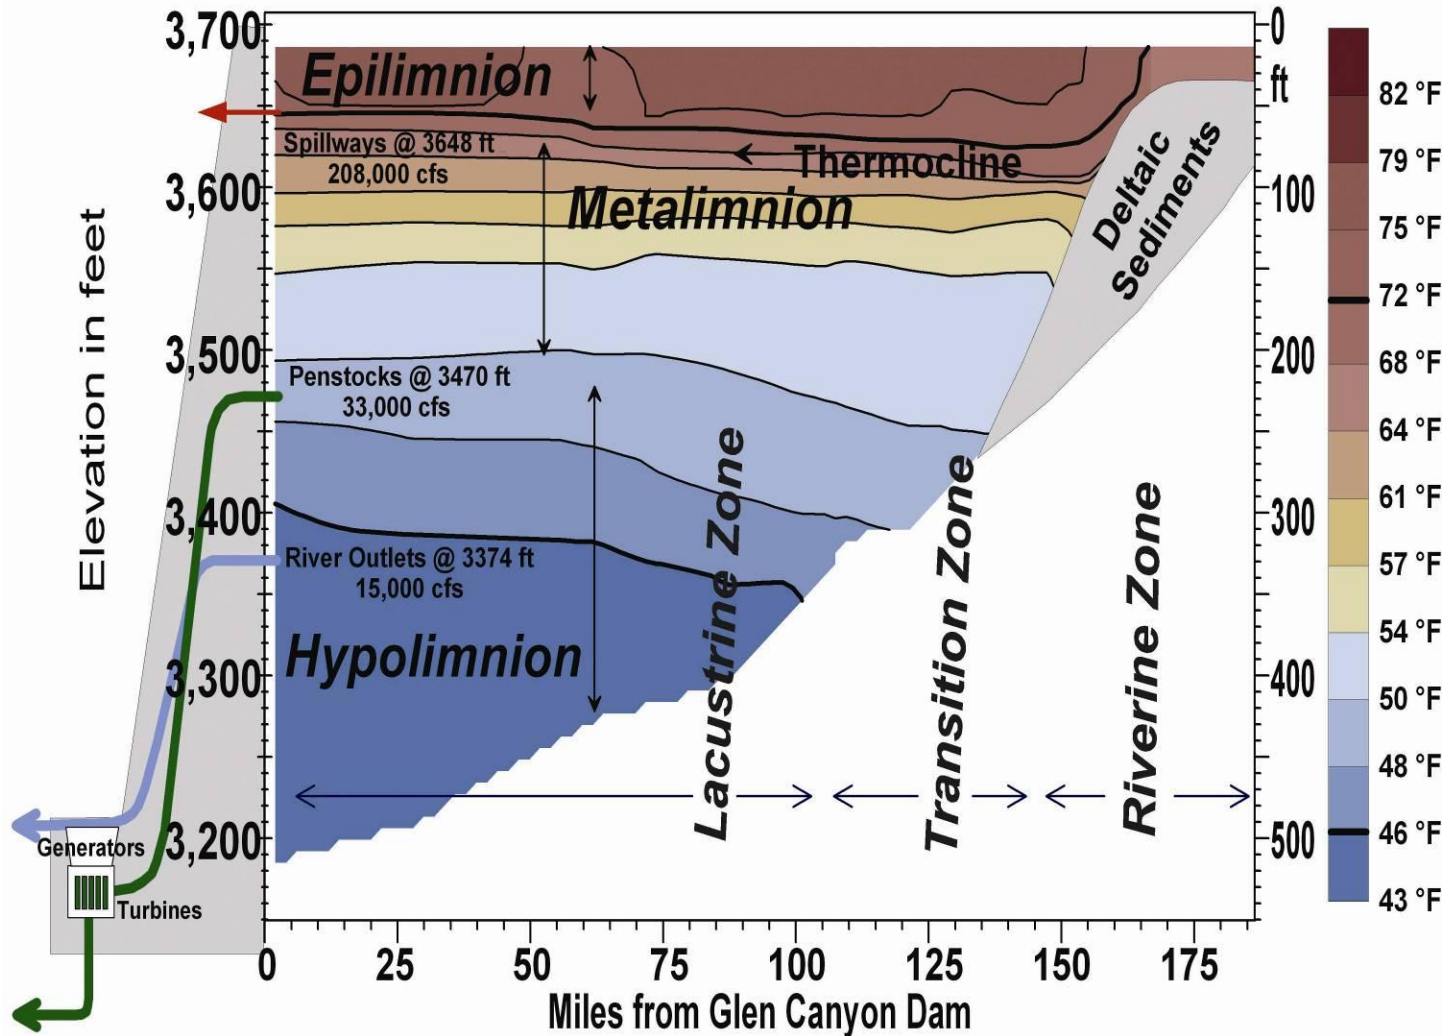 3,700
3,600
3,500
3,400
3,300
3,200
Elevation in feet
Epilimnion
Spillways @ 3648 ft
208,000 cfs
Thermocline
Metalimnion
Penstocks @ 3470 ft
33,000 cfs
River Outlets @ 3374 ft
15,000 cfs
Hypolimnion
Lacustrine Zone
Transition Zone
Riverine Zone
Deltaic
Sediments
Generators
Turbines
0
ft
100
200
300
400
500
82 °F
79 °F
75 °F
72 °F
68 °F
64 °F
61 °F
57 °F
54 °F
50 °F
48 °F
46 °F
43 °F
0 25 50 75 100 125 150 175
Miles from Glen Canyon Dam